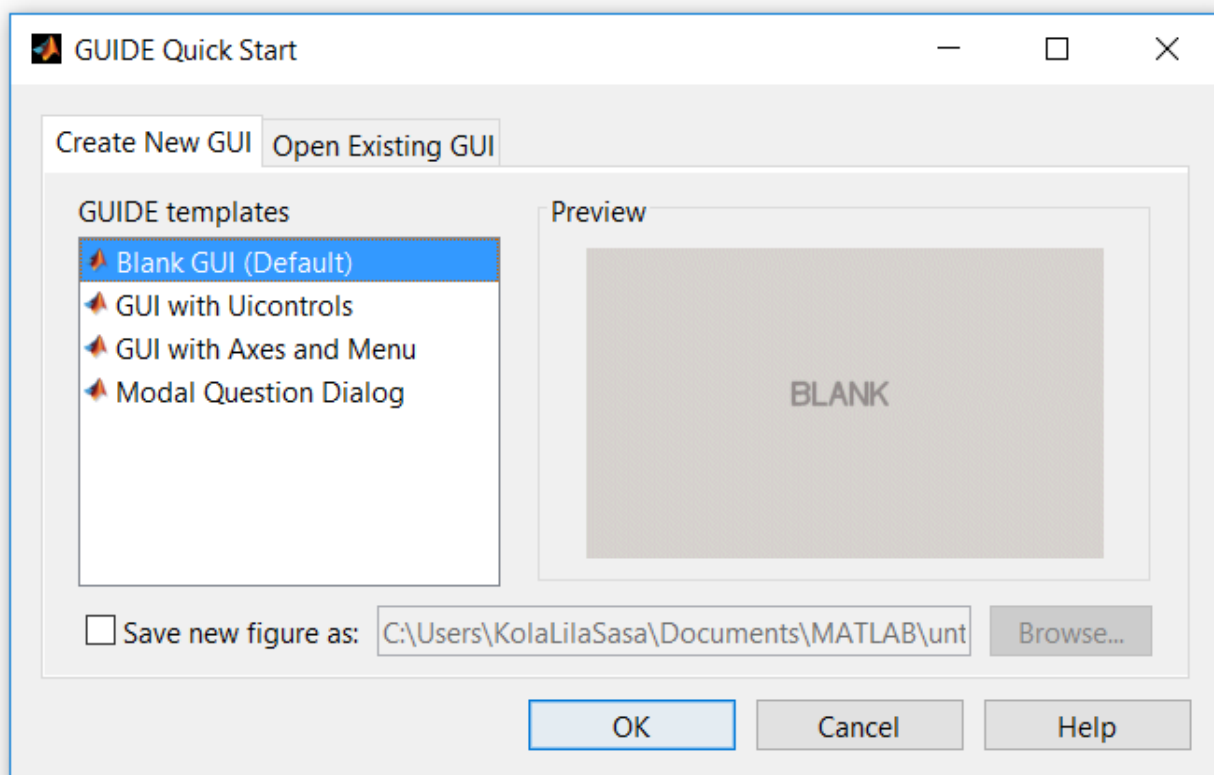 GUIDE Quick Start
Create New GUI
Open Existing GUI
GUIDE templates
Blank GUI (Default)
GUI with Uicontrols
GUI with Axes and Menu
Modal Question Dialog
Preview
BLANK
Save new figure as:
C:\Users\KolaLilaSasa\Documents\MATLAB\unt
Browse...
OK
Cancel
Help